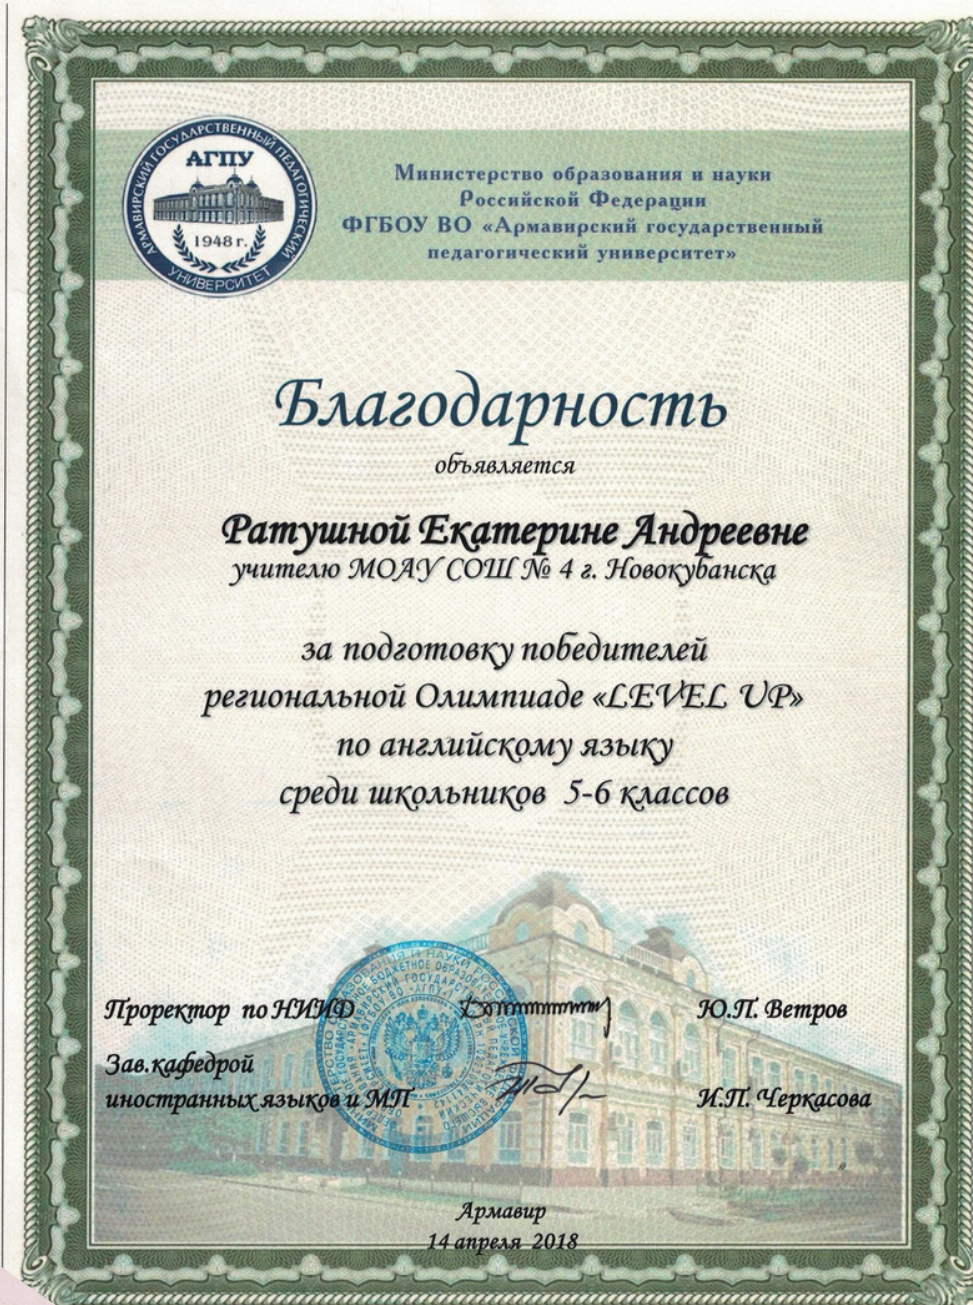 АРМАВИРСКИЙ ГОСУДАРСТВЕННЫЙ ПЕДАГОГИЧЕСКИЙ УНИВЕРСИТЕТ
АГПУ
1948 г.
Министерство образования и науки
Российской Федерации
ФГБОУ ВО «Армавирский государственный
педагогический университет»
Благодарность
объявляется
Ратушной Екатерине Андреевне
учителю МОАУ СОШ № 4 г. Новокубанска
за подготовку победителей
региональной Олимпиаде «LEVEL UP»
по английскому языку
среди школьников 5-6 классов
Проректор по НИИД
Ю.П. Ветров
Зав.кафедрой
иностранных языков и МП
И.П. Черкасова
Армавир
14 апреля 2018